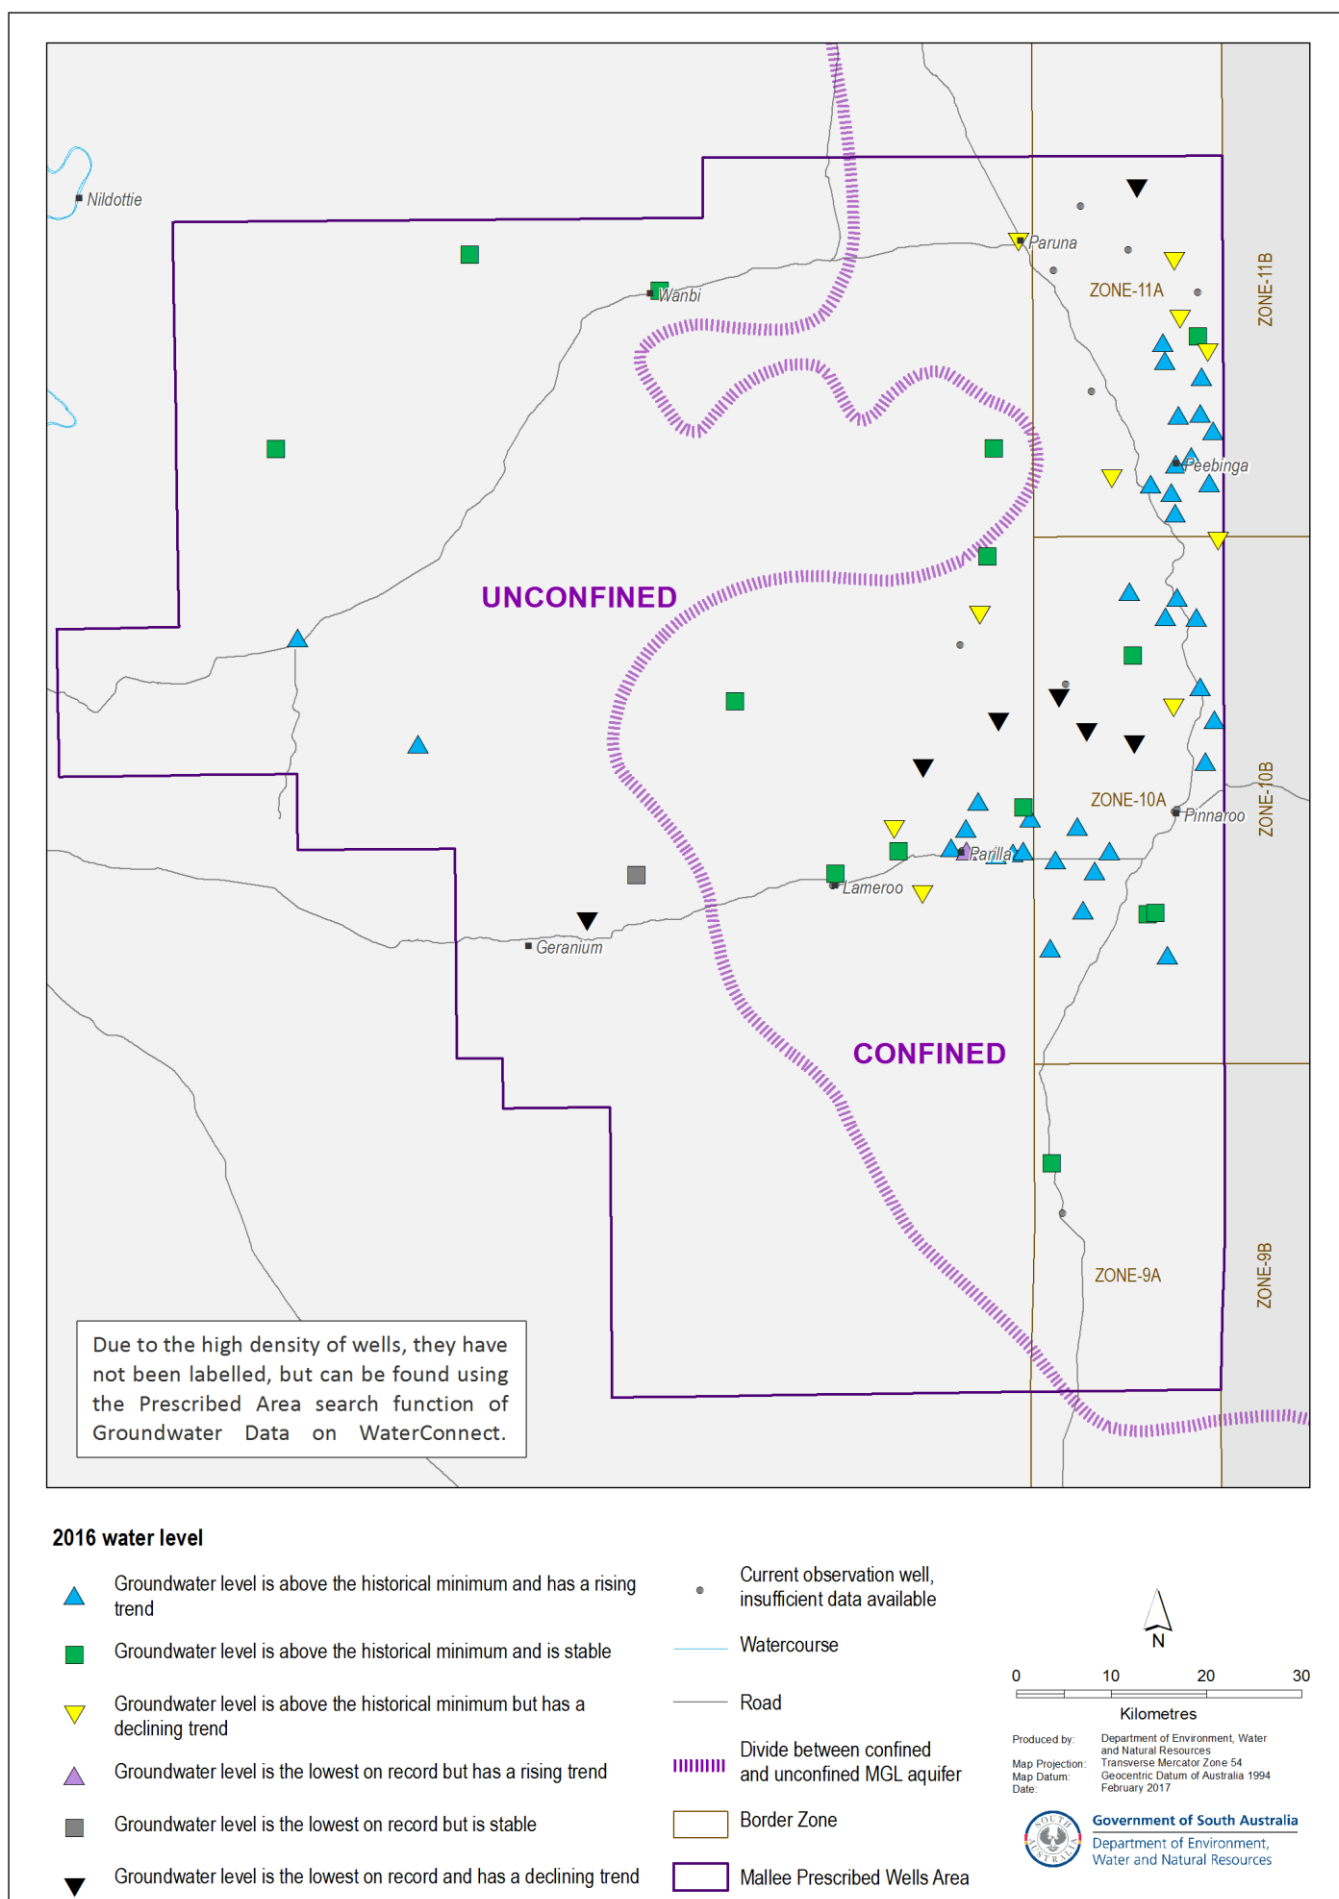 Nildottie
Paruna
Wanbi
ZONE-11A
ZONE-11B
Peebinga
UNCONFINED
ZONE-10A
ZONE-10B
Pinnaroo
Parilla
Lameroo
Geranium
CONFINED
ZONE-9A
ZONE-9B
Due to the high density of wells, they have
not been labelled, but can be found using
the Prescribed Area search function of
Groundwater Data on WaterConnect.
2016 water level
Groundwater level is above the historical minimum and has a rising
trend
Groundwater level is above the historical minimum and is stable
Groundwater level is above the historical minimum but has a
declining trend
Groundwater level is the lowest on record but has a rising trend
Groundwater level is the lowest on record but is stable
Groundwater level is the lowest on record and has a declining trend
Current observation well,
insufficient data available
Watercourse
Road
Divide between confined
and unconfined MGL aquifer
Border Zone
Mallee Prescribed Wells Area
N
0 10 20 30
Kilometres
Produced by: Department of Environment, Water
and Natural Resources
Map Projection: Transverse Mercator Zone 54
Map Datum: Geocentric Datum of Australia 1994
Date: February 2017
SOUTH AUSTRALIA
Government of South Australia
Department of Environment,
Water and Natural Resources